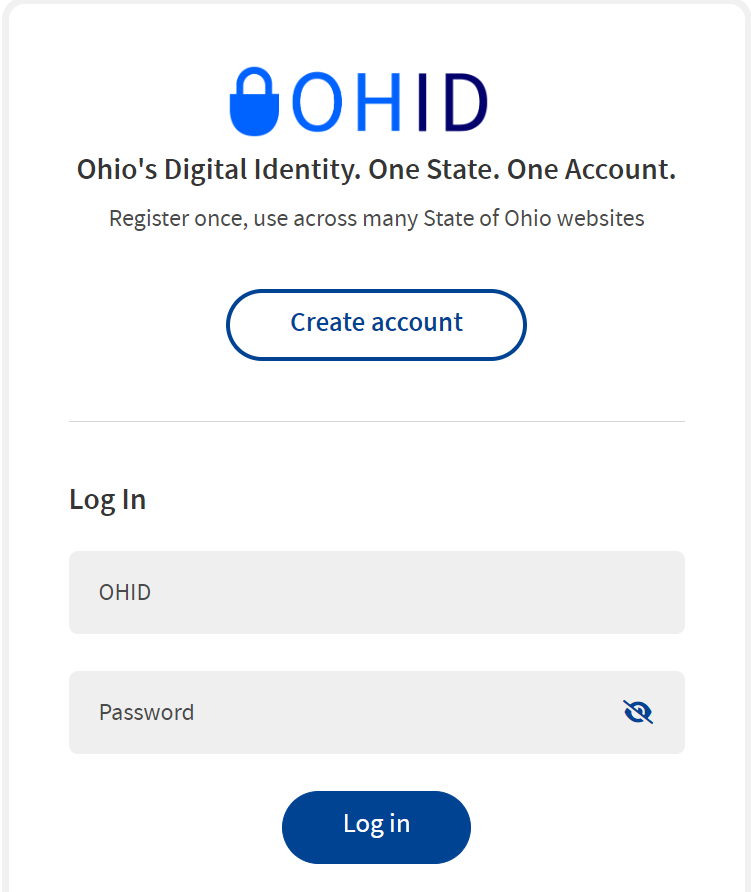 OHID
Ohio's Digital Identity. One State. One Account.
Register once, use across many State of Ohio websites
Create account
Log In
OHID
Password
Log in